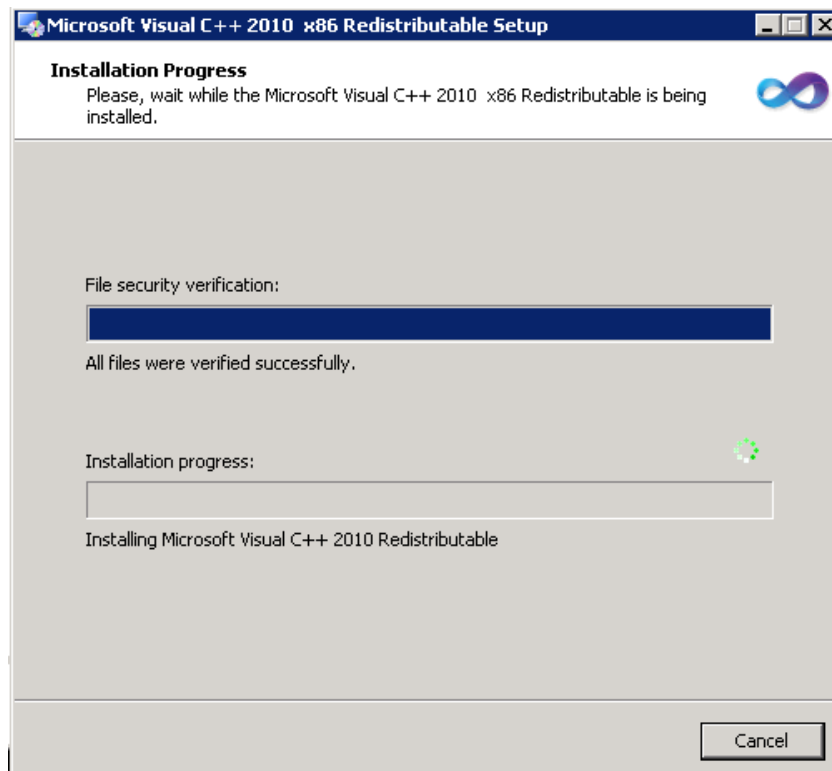 Microsoft Visual C++ 2010 x86 Redistributable Setup
Installation Progress
Please, wait while the Microsoft Visual C++ 2010 x86 Redistributable is being
installed.
File security verification:
All files were verified successfully.
Installation progress:
Installing Microsoft Visual C++ 2010 Redistributable
Cancel